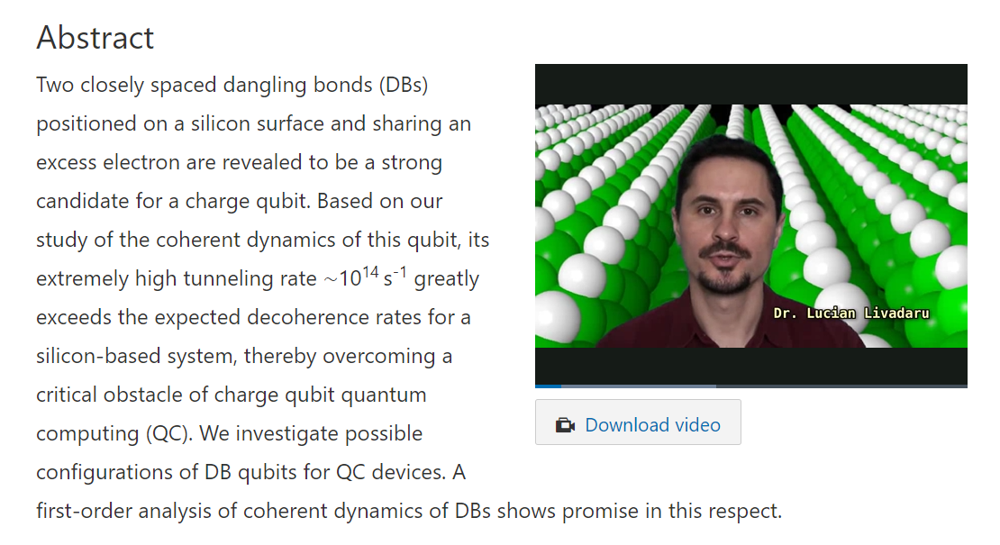 Abstract
Two closely spaced dangling bonds (DBs)
positioned on a silicon surface and sharing an
excess electron are revealed to be a strong
candidate for a charge qubit. Based on our
study of the coherent dynamics of this qubit, its
extremely high tunneling rate ~10¹⁴ s⁻¹ greatly
exceeds the expected decoherence rates for a
silicon-based system, thereby overcoming a
critical obstacle of charge qubit quantum
computing (QC). We investigate possible
configurations of DB qubits for QC devices. A
first-order analysis of coherent dynamics of DBs shows promise in this respect.
Dr. Lucian Livadaru
Download video